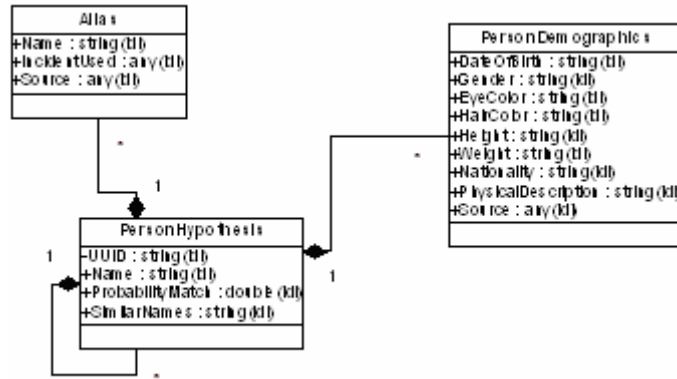 Alias
+Name : string(idl)
+IncidentUsed : any(idl)
+Source : any(idl)
*
1
PersonDemographics
+DateOfBirth : string(idl)
+Gender : string(idl)
+EyeColor : string(idl)
+HairColor : string(idl)
+Height : string(idl)
+Weight : string(idl)
+Nationality : string(idl)
+PhysicalDescription : string(idl)
+Source : any(idl)
*
1
PersonHypothesis
-UUID : string(idl)
+Name : string(idl)
+ProbabilityMatch : double(idl)
+SimilarNames : string(idl)
1
*